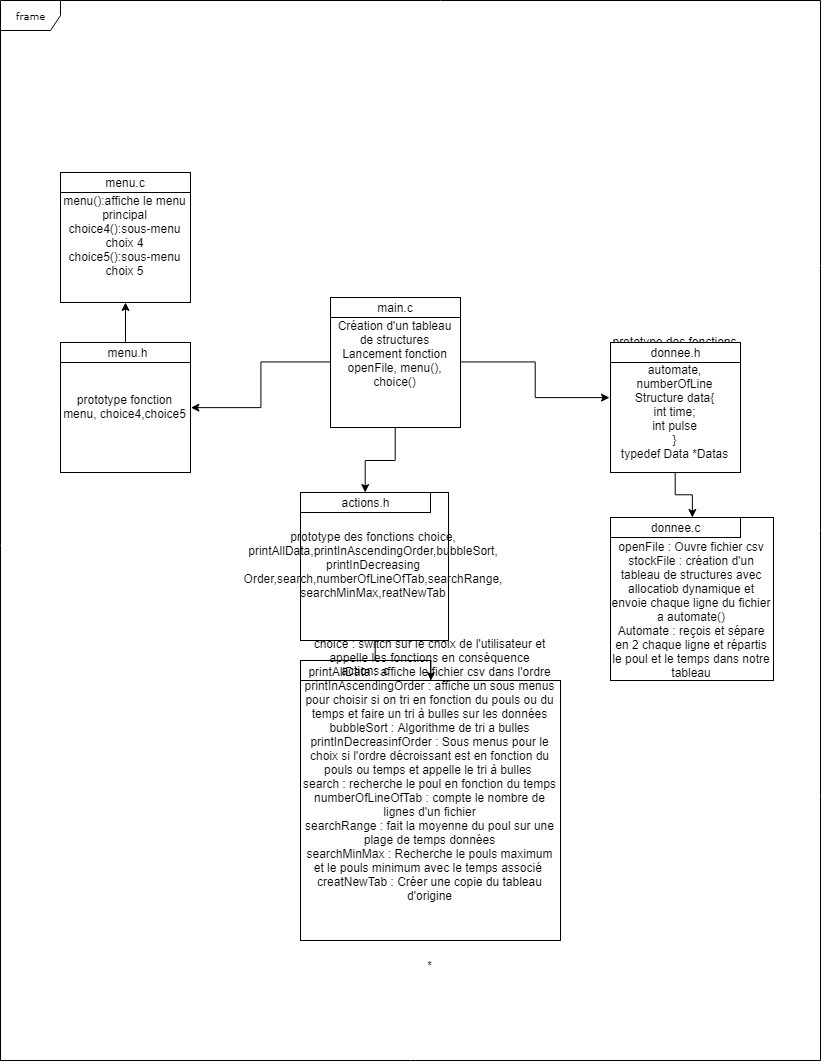 frame
menu.c
menu():affiche le menu
principal
choice4():sous-menu
choix 4
choice5():sous-menu
choix 5
menu.h
prototype fonction
menu, choice4,choice5
main.c
Création d'un tableau
de structures
Lancement fonction
openFile, menu(),
choice()
prototype des fonctions
donnee.h
automate,
numberOfLine
Structure data{
int time;
int pulse
}
typedef Data *Datas
donnee.c
openFile : Ouvre fichier csv
stockFile : création d'un
tableau de structures avec
allocatiob dynamique et
envoie chaque ligne du fichier
a automate()
Automate : reçois et sépare
en 2 chaque ligne et répartis
le poul et le temps dans notre
tableau
actions.h
prototype des fonctions choice,
printAllData,printInAscendingOrder,bubbleSort,
printInDecreasing
Order,search,numberOfLineOfTab,searchRange,
searchMinMax,reatNewTab
choice : switch sur le choix de l'utilisateur et
appelle les fonctions en conséquence
actions.c
printAllData : affiche le fichier csv dans l'ordre
printInAscendingOrder : affiche un sous menus
pour choisir si on tri en fonction du pouls ou du
temps et faire un tri à bulles sur les données
bubbleSort : Algorithme de tri a bulles
printInDecreasinfOrder : Sous menus pour le
choix si l'ordre décroissant est en fonction du
pouls ou temps et appelle le tri à bulles
search : recherche le poul en fonction du temps
numberOfLineOfTab : compte le nombre de
lignes d'un fichier
searchRange : fait la moyenne du poul sur une
plage de temps données
searchMinMax : Recherche le pouls maximum
et le pouls minimum avec le temps associé
creatNewTab : Créer une copie du tableau
d'origine
*